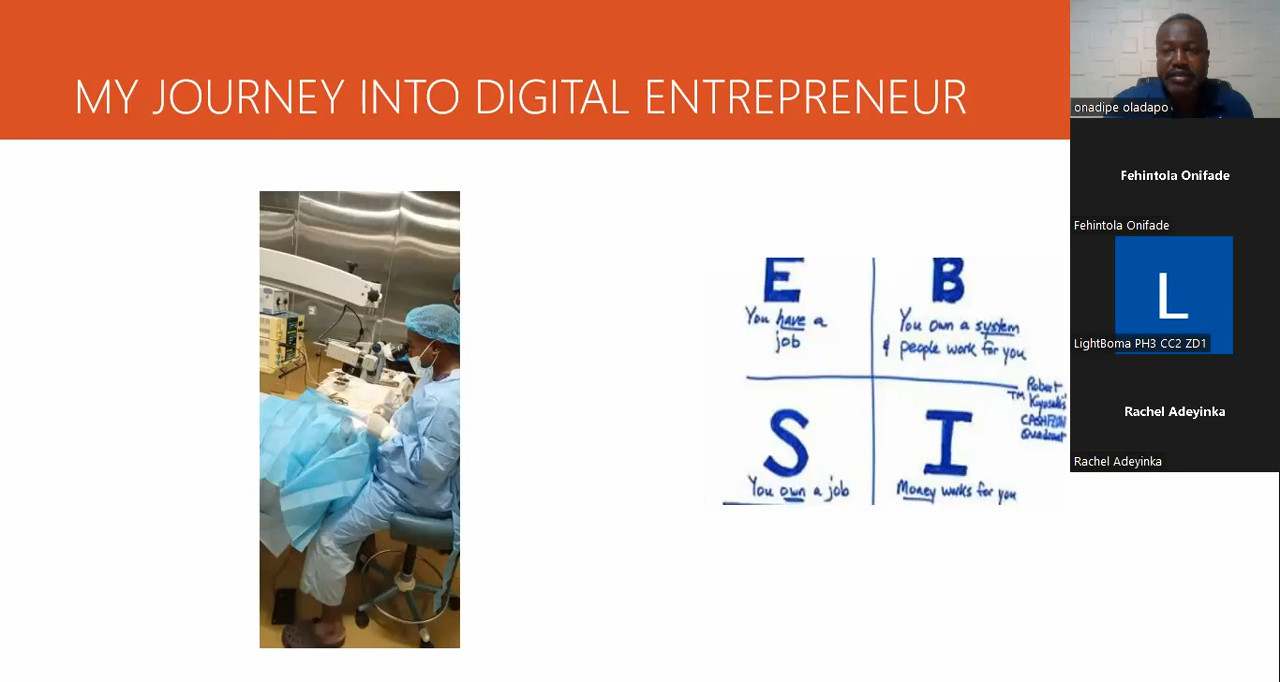 MY JOURNEY INTO DIGITAL ENTREPRENEUR
E
You have a
job
B
You own a system
& people work for you
TM Robert
Kiyosaki's
CASHFLOW
Quadrant
S
You own a job
I
Money works for you
onadipe oladapo
Fehintola Onifade
Fehintola Onifade
L
LightBoma PH3 CC2 ZD1
Rachel Adeyinka
Rachel Adeyinka